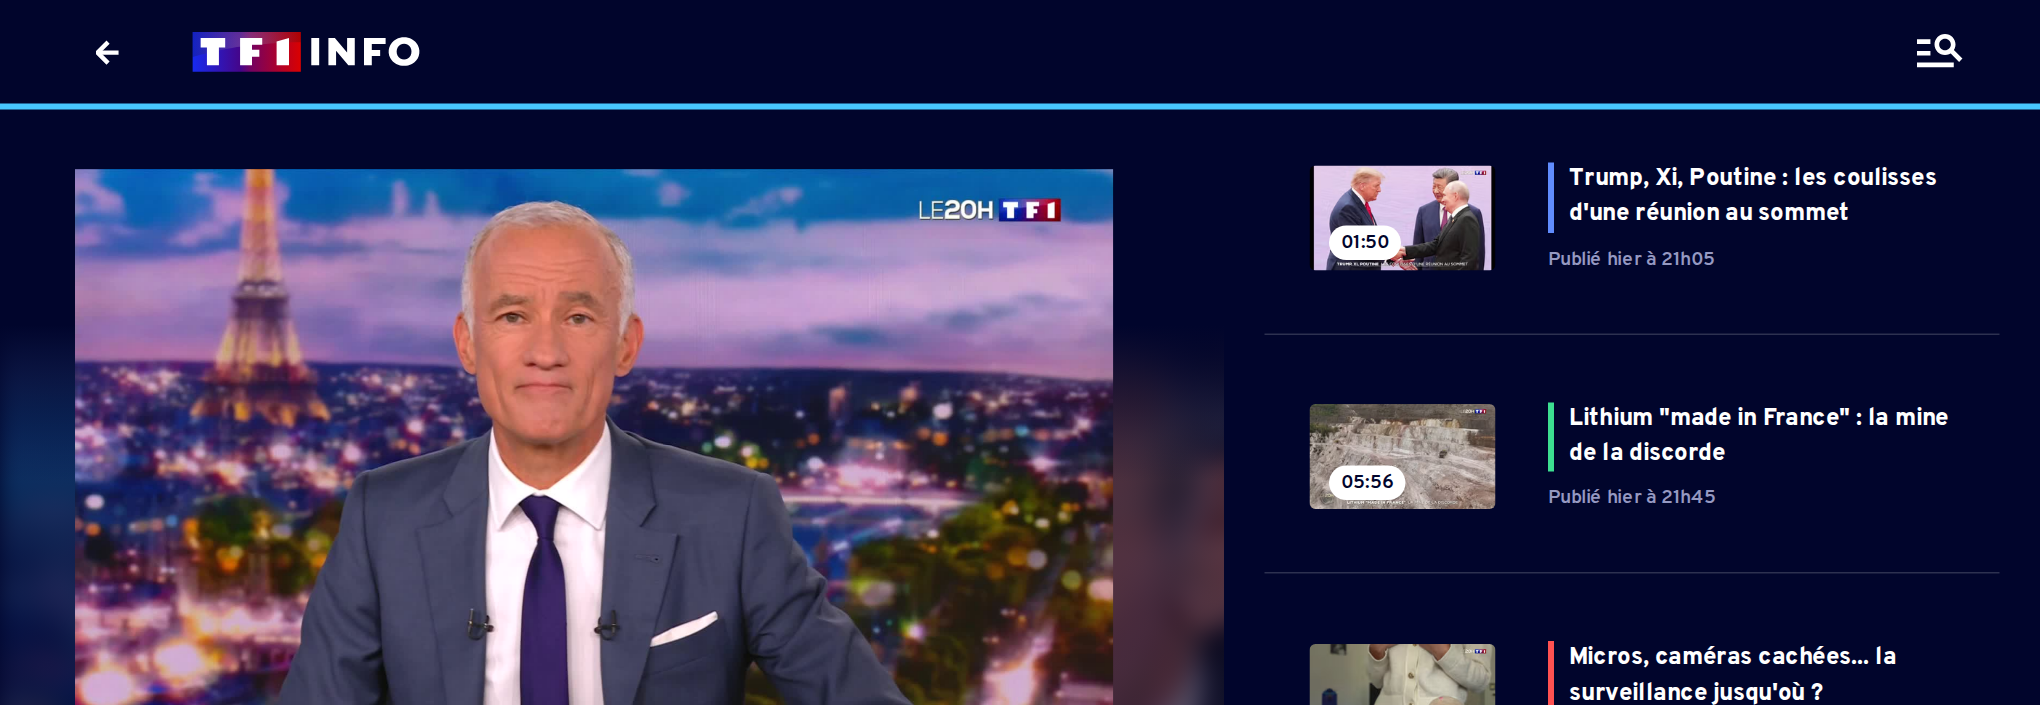 TF1 INFO
LE20H TF1
01:50
Trump, Xi, Poutine : les coulisses
d'une réunion au sommet
Publié hier à 21h05
05:56
Lithium "made in France" : la mine
de la discorde
Publié hier à 21h45
Micros, caméras cachées... la
surveillance jusqu'où ?